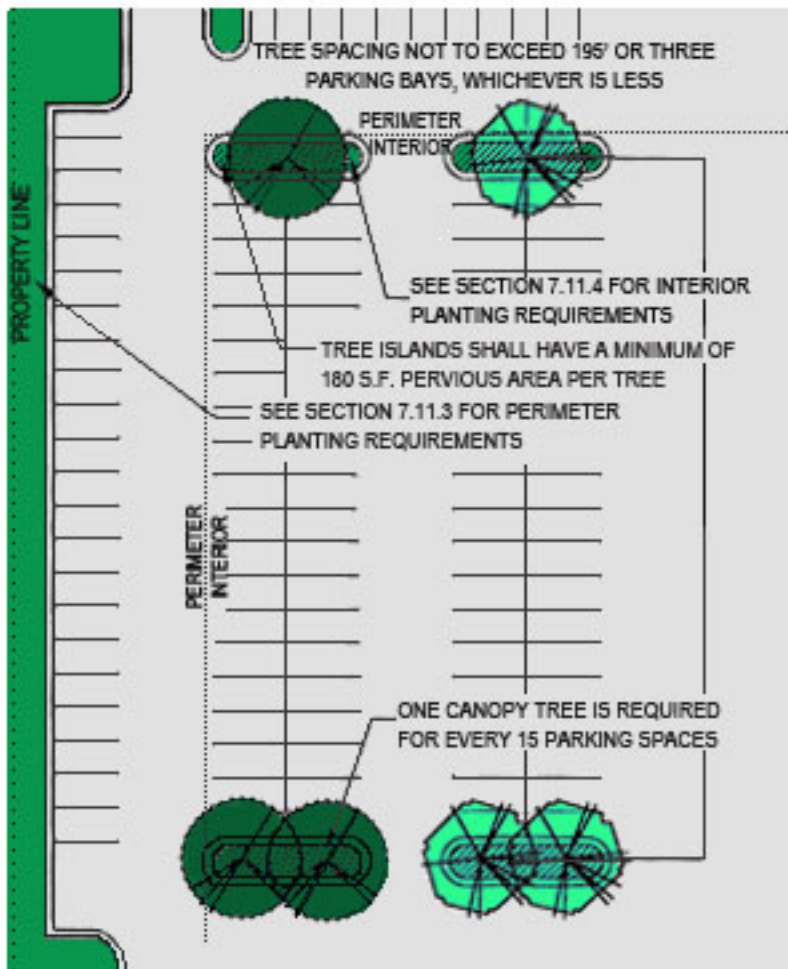 TREE SPACING NOT TO EXCEED 195' OR THREE
PARKING BAYS, WHICHEVER IS LESS
PERIMETER
INTERIOR
PROPERTY LINE
SEE SECTION 7.11.4 FOR INTERIOR
PLANTING REQUIREMENTS
TREE ISLANDS SHALL HAVE A MINIMUM OF
180 S.F. PERVIOUS AREA PER TREE
SEE SECTION 7.11.3 FOR PERIMETER
PLANTING REQUIREMENTS
PERIMETER
INTERIOR
ONE CANOPY TREE IS REQUIRED
FOR EVERY 15 PARKING SPACES